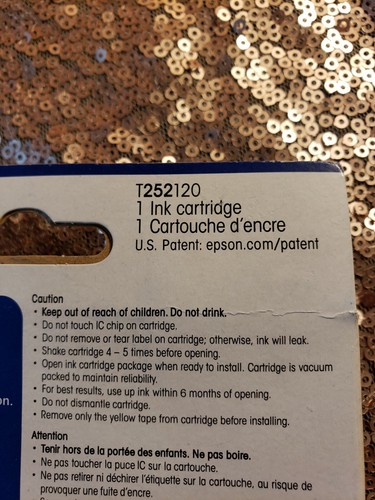 T252120
1 Ink cartridge
1 Cartouche d'encre
U.S. Patent: epson.com/patent
Caution
• Keep out of reach of children. Do not drink.
• Do not touch IC chip on cartridge.
• Do not remove or tear label on cartridge; otherwise, ink will leak.
• Shake cartridge 4 – 5 times before opening.
• Open ink cartridge package when ready to install. Cartridge is vacuum
packed to maintain reliability.
• For best results, use up ink within 6 months of opening.
• Do not dismantle cartridge.
• Remove only the yellow tape from cartridge before installing.
on.
Attention
• Tenir hors de la portée des enfants. Ne pas boire.
• Ne pas toucher la puce IC sur la cartouche.
• Ne pas retirer ni déchirer l'étiquette sur la cartouche, au risque de
provoquer une fuite d'encre.